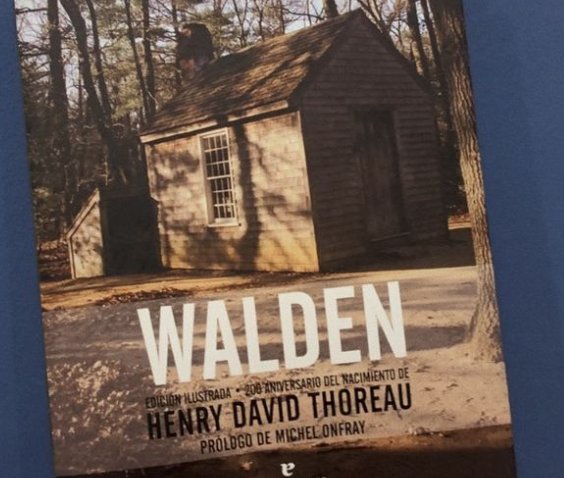 WALDEN
EDICIÓN ILUSTRADA • 200 ANIVERSARIO DEL NACIMIENTO DE
HENRY DAVID THOREAU
PRÓLOGO DE MICHEL ONFRAY
e